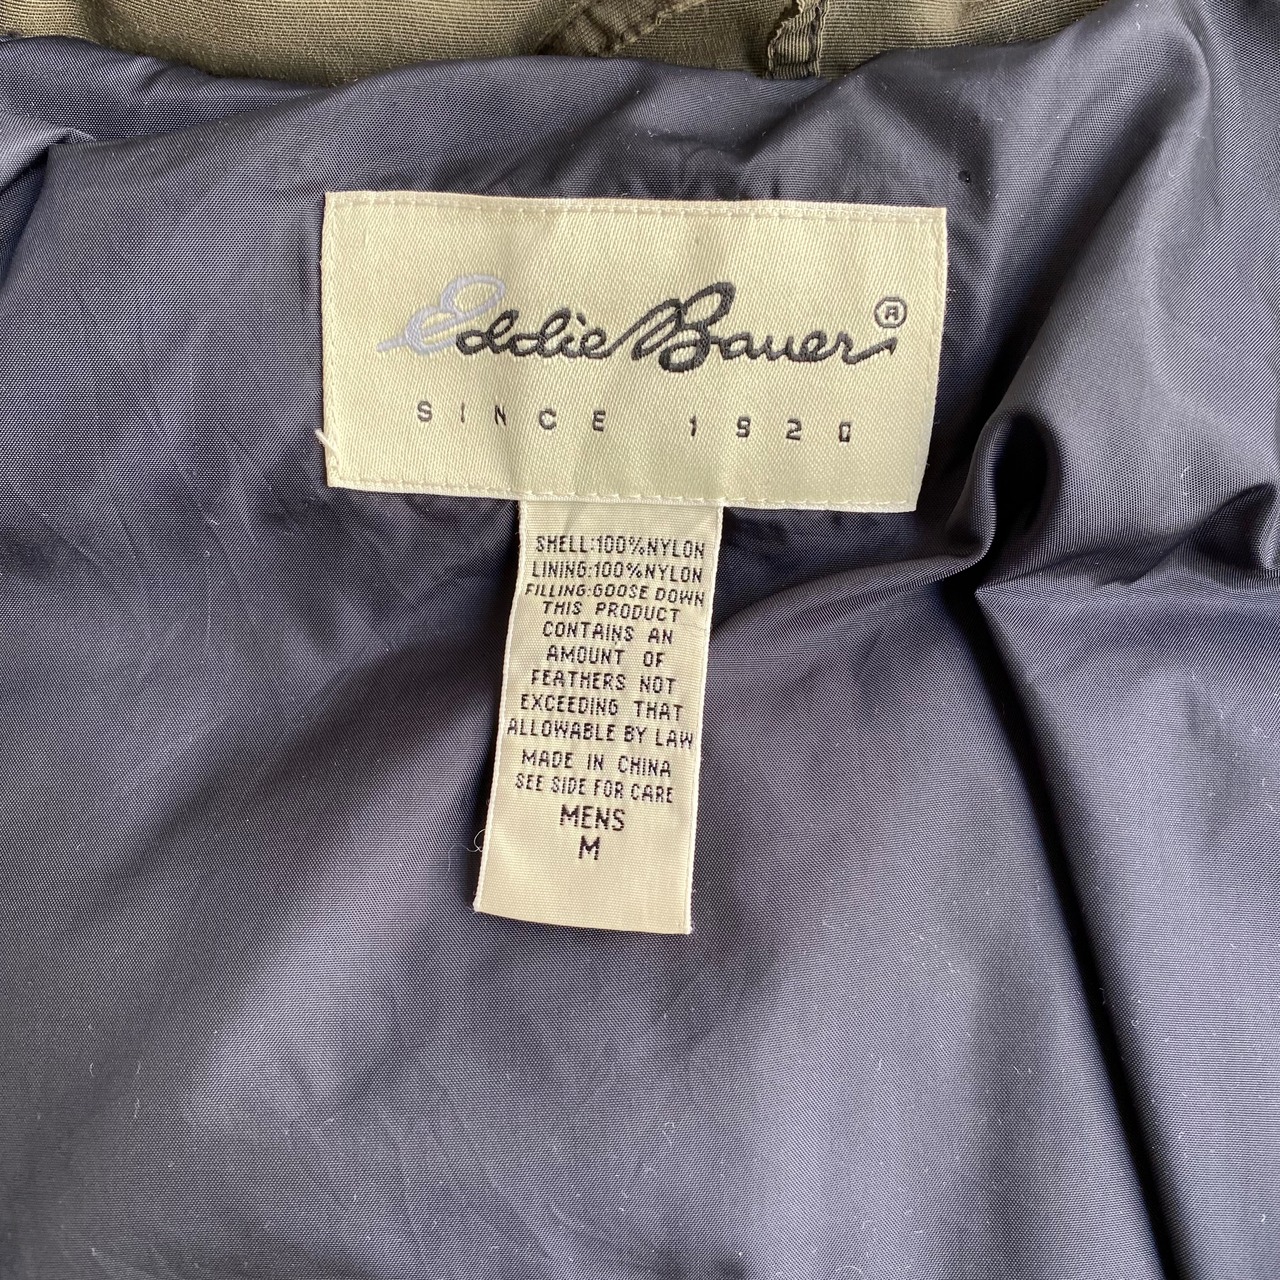 Eddie Bauer®
SINCE 1920
SHELL:100%NYLON
LINING:100%NYLON
FILLING:GOOSE DOWN
THIS PRODUCT
CONTAINS AN
AMOUNT OF
FEATHERS NOT
EXCEEDING THAT
ALLOWABLE BY LAW
MADE IN CHINA
SEE SIDE FOR CARE
MENS
M